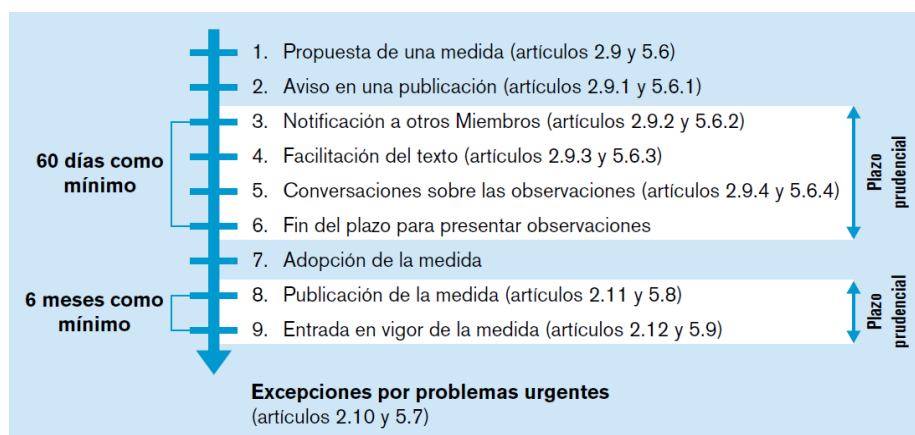 1. Propuesta de una medida (artículos 2.9 y 5.6)
2. Aviso en una publicación (artículos 2.9.1 y 5.6.1)
3. Notificación a otros Miembros (artículos 2.9.2 y 5.6.2)
4. Facilitación del texto (artículos 2.9.3 y 5.6.3)
5. Conversaciones sobre las observaciones (artículos 2.9.4 y 5.6.4)
6. Fin del plazo para presentar observaciones
60 días como
mínimo
Plazo
prudencial
7. Adopción de la medida
8. Publicación de la medida (artículos 2.11 y 5.8)
9. Entrada en vigor de la medida (artículos 2.12 y 5.9)
6 meses como
mínimo
Plazo
prudencial
Excepciones por problemas urgentes
(artículos 2.10 y 5.7)